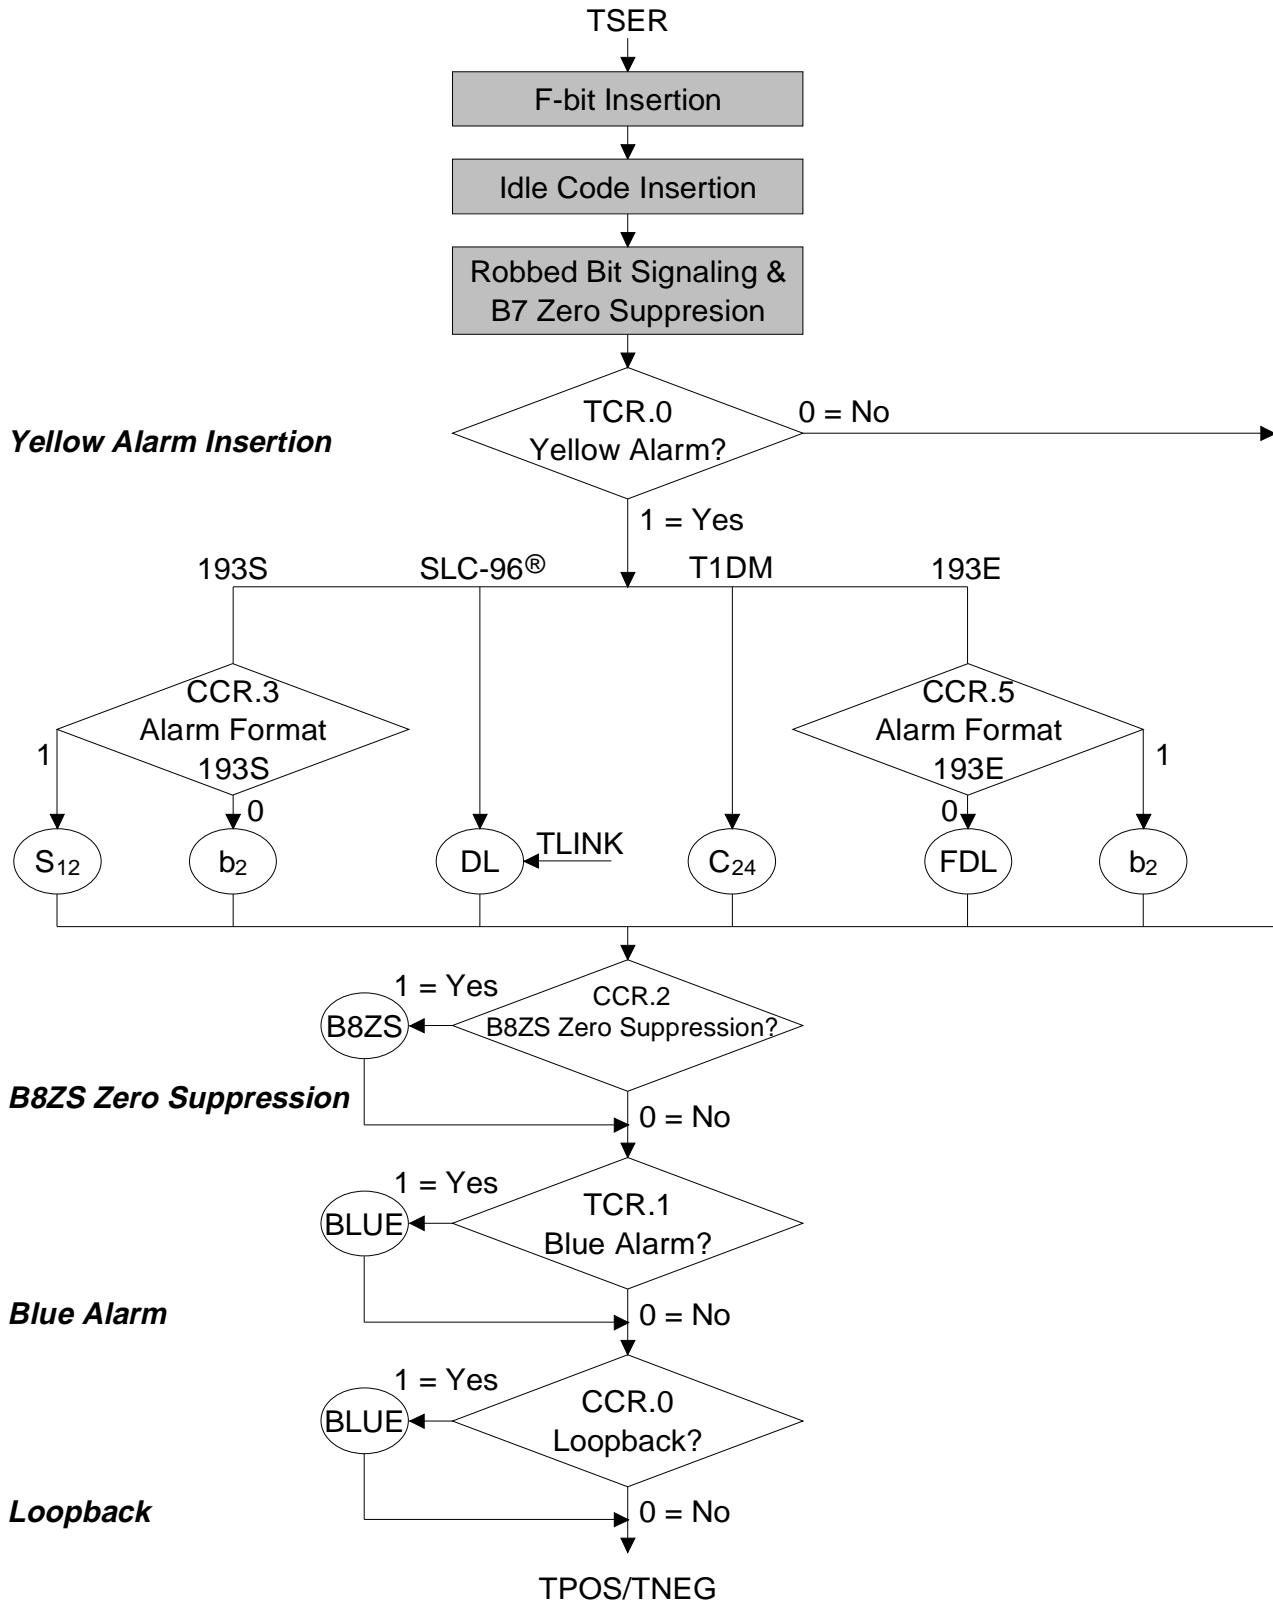 TSER
F-bit Insertion
Idle Code Insertion
Robbed Bit Signaling &
B7 Zero Suppresion
TCR.0
Yellow Alarm?
0 = No
Yellow Alarm Insertion
1 = Yes
193S
SLC-96®
T1DM
193E
CCR.3
Alarm Format
193S
CCR.5
Alarm Format
193E
1
0
0
1
S12
b2
DL
TLINK
C24
FDL
b2
1 = Yes
CCR.2
B8ZS Zero Suppression?
B8ZS
B8ZS Zero Suppression
0 = No
1 = Yes
TCR.1
Blue Alarm?
BLUE
Blue Alarm
0 = No
1 = Yes
CCR.0
Loopback?
BLUE
Loopback
0 = No
TPOS/TNEG